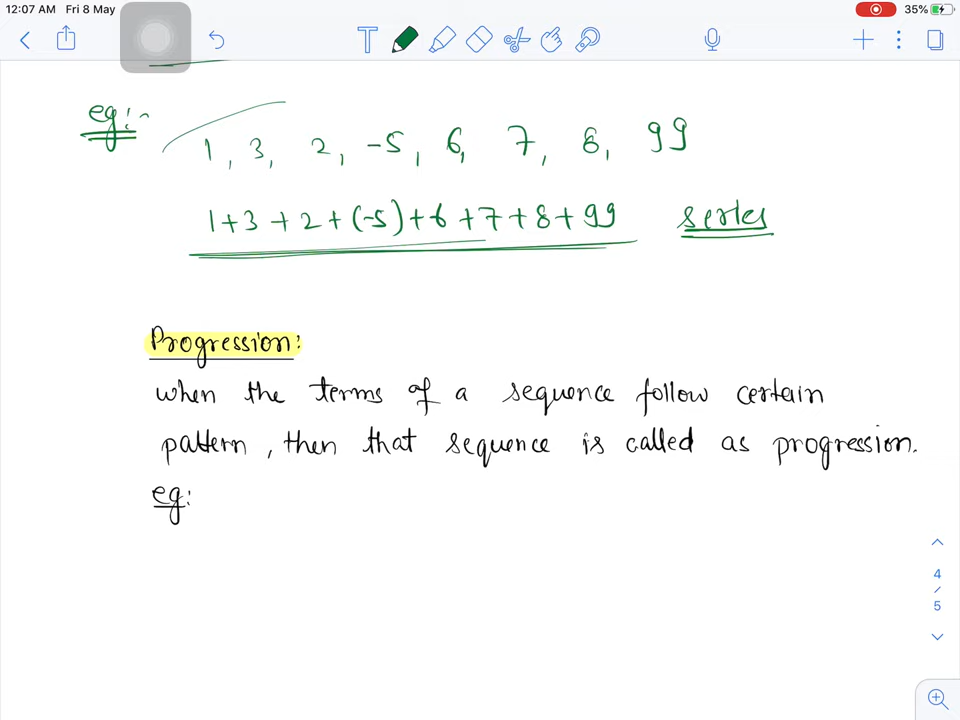 12:07 AM Fri 8 May 35%
eg:-
1, 3, 2, -5, 6, 7, 8, 99
1+3+2+(-5)+6+7+8+99 series
Progression:
when the terms of a sequence follow certain
pattern, then that sequence is called as progression.
eg:
4
/
5